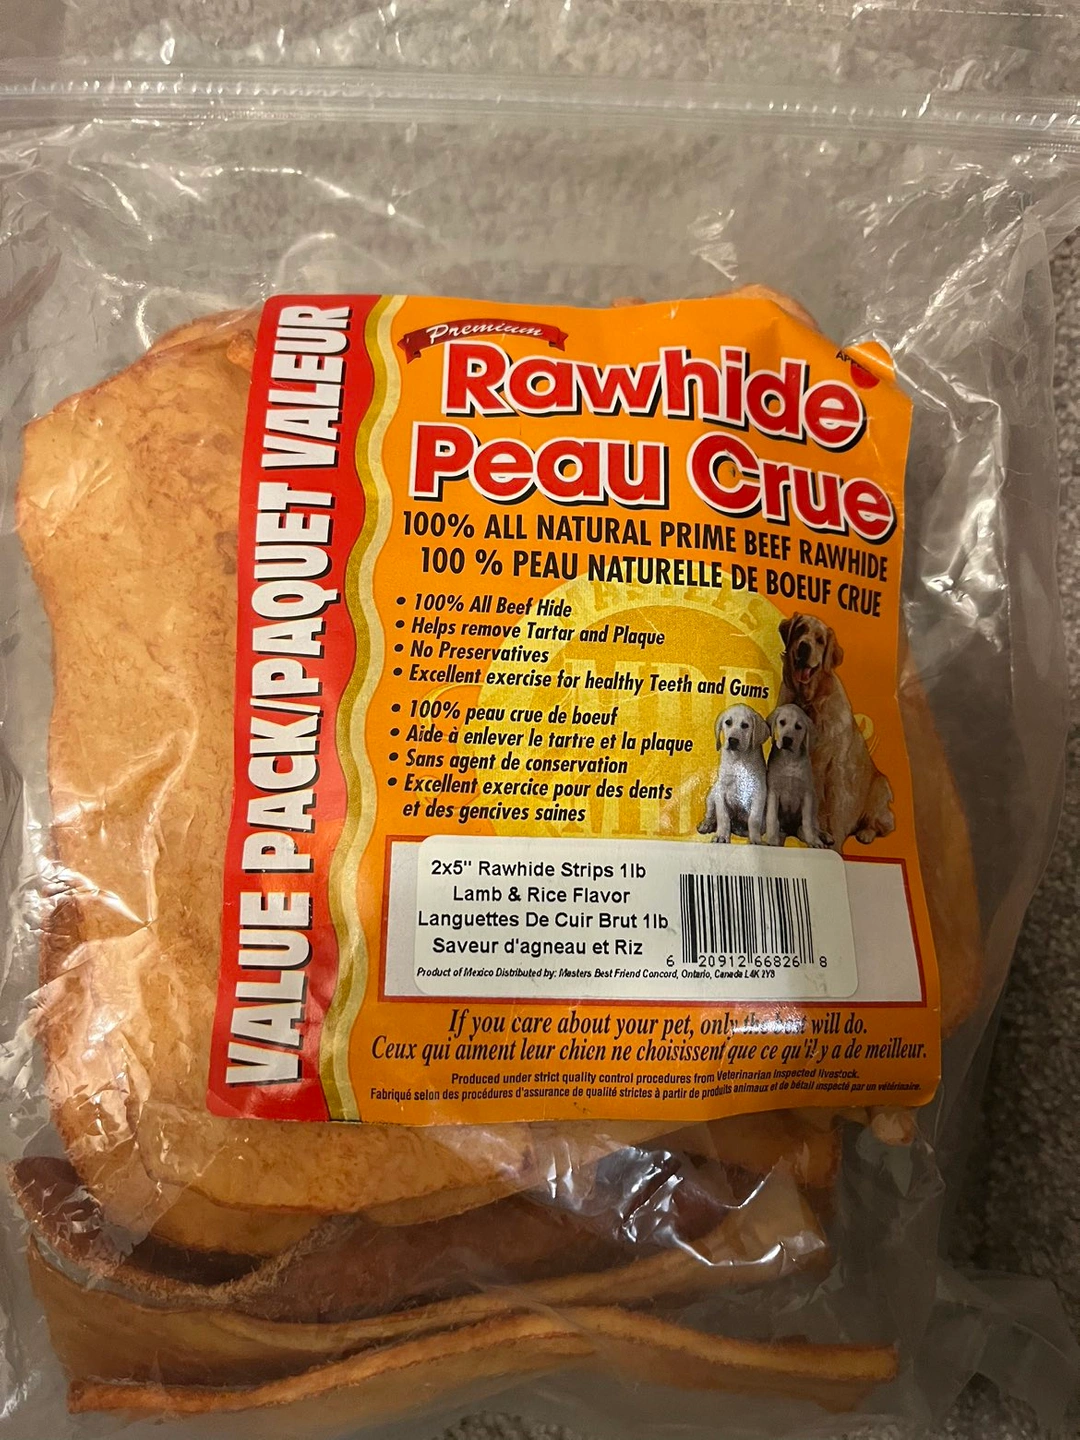 VALUE PACK/PAQUET VALEUR
Premium
Rawhide
Peau Crue
100% ALL NATURAL PRIME BEEF RAWHIDE
100 % PEAU NATURELLE DE BOEUF CRUE
• 100% All Beef Hide
• Helps remove Tartar and Plaque
• No Preservatives
• Excellent exercise for healthy Teeth and Gums
• 100% peau crue de boeuf
• Aide à enlever le tartre et la plaque
• Sans agent de conservation
• Excellent exercice pour des dents
et des gencives saines
2x5" Rawhide Strips 1lb
Lamb & Rice Flavor
Languettes De Cuir Brut 1lb
Saveur d'agneau et Riz
6 20912 66826 8
Product of Mexico Distributed by: Masters Best Friend Concord, Ontario, Canada L4K 2Y8
If you care about your pet, only the best will do.
Ceux qui aiment leur chien ne choisissent que ce qu'il y a de meilleur.
Produced under strict quality control procedures from Veterinarian inspected livestock.
Fabriqué selon des procédures d'assurance de qualité strictes à partir de produits animaux et de bétail inspecté par un vétérinaire.